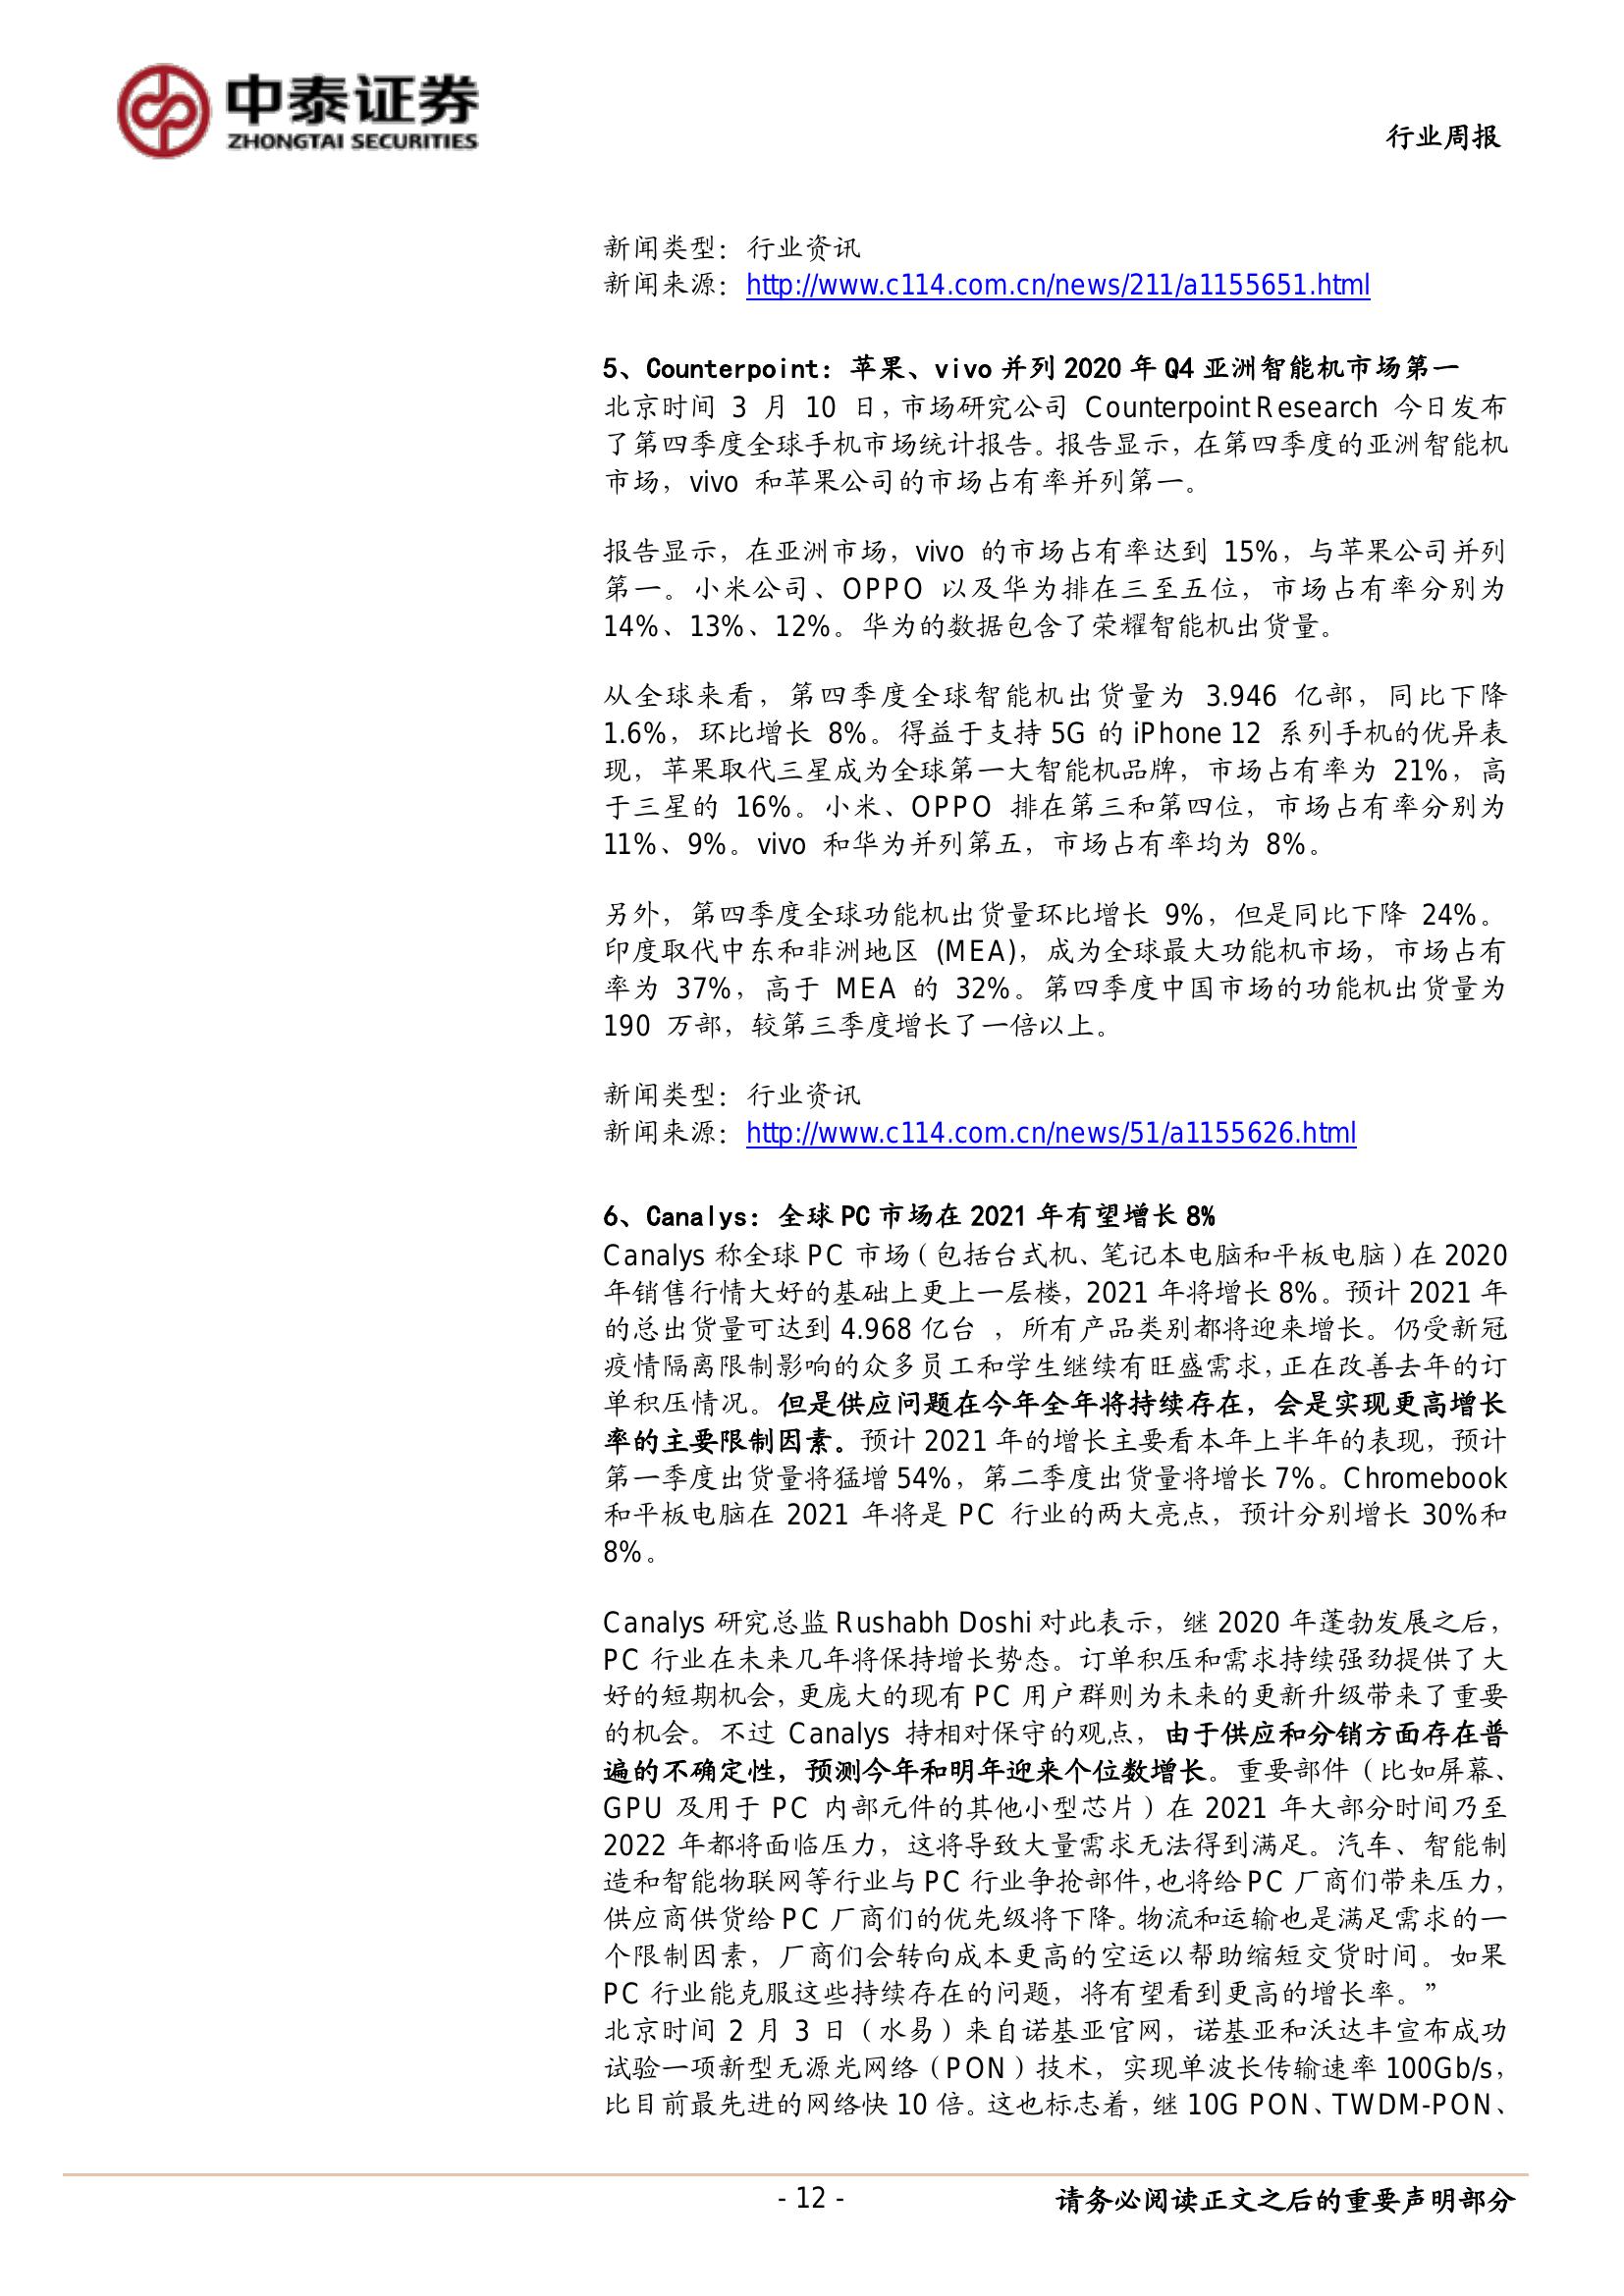 中泰证券
ZHONGTAI SECURITIES
行业周报
新闻类型：行业资讯
新闻来源：http://www.c114.com.cn/news/211/a1155651.html
5、Counterpoint：苹果、vivo 并列 2020 年 Q4 亚洲智能机市场第一
北京时间 3 月 10 日，市场研究公司 Counterpoint Research 今日发布
了第四季度全球手机市场统计报告。报告显示，在第四季度的亚洲智能机
市场，vivo 和苹果公司的市场占有率并列第一。
报告显示，在亚洲市场，vivo 的市场占有率达到 15%，与苹果公司并列
第一。小米公司、OPPO 以及华为排在三至五位，市场占有率分别为
14%、13%、12%。华为的数据包含了荣耀智能机出货量。
从全球来看，第四季度全球智能机出货量为 3.946 亿部，同比下降
1.6%，环比增长 8%。得益于支持 5G 的 iPhone 12 系列手机的优异表
现，苹果取代三星成为全球第一大智能机品牌，市场占有率为 21%，高
于三星的 16%。小米、OPPO 排在第三和第四位，市场占有率分别为
11%、9%。vivo 和华为并列第五，市场占有率均为 8%。
另外，第四季度全球功能机出货量环比增长 9%，但是同比下降 24%。
印度取代中东和非洲地区 (MEA)，成为全球最大功能机市场，市场占有
率为 37%，高于 MEA 的 32%。第四季度中国市场的功能机出货量为
190 万部，较第三季度增长了一倍以上。
新闻类型：行业资讯
新闻来源：http://www.c114.com.cn/news/51/a1155626.html
6、Canalys：全球 PC 市场在 2021 年有望增长 8%
Canalys 称全球 PC 市场（包括台式机、笔记本电脑和平板电脑）在 2020
年销售行情大好的基础上更上一层楼，2021 年将增长 8%。预计 2021 年
的总出货量可达到 4.968 亿台 ，所有产品类别都将迎来增长。仍受新冠
疫情隔离限制影响的众多员工和学生继续有旺盛需求，正在改善去年的订
单积压情况。但是供应问题在今年全年将持续存在，会是实现更高增长
率的主要限制因素。预计 2021 年的增长主要看本年上半年的表现，预计
第一季度出货量将猛增 54%，第二季度出货量将增长 7%。Chromebook
和平板电脑在 2021 年将是 PC 行业的两大亮点，预计分别增长 30%和
8%。
Canalys 研究总监 Rushabh Doshi 对此表示，继 2020 年蓬勃发展之后，
PC 行业在未来几年将保持增长势态。订单积压和需求持续强劲提供了大
好的短期机会，更庞大的现有 PC 用户群则为未来的更新升级带来了重要
的机会。不过 Canalys 持相对保守的观点，由于供应和分销方面存在普
遍的不确定性，预测今年和明年迎来个位数增长。重要部件（比如屏幕、
GPU 及用于 PC 内部元件的其他小型芯片）在 2021 年大部分时间乃至
2022 年都将面临压力，这将导致大量需求无法得到满足。汽车、智能制
造和智能物联网等行业与 PC 行业争抢部件，也将给 PC 厂商们带来压力，
供应商供货给 PC 厂商们的优先级将下降。物流和运输也是满足需求的一
个限制因素，厂商们会转向成本更高的空运以帮助缩短交货时间。如果
PC 行业能克服这些持续存在的问题，将有望看到更高的增长率。”
北京时间 2 月 3 日（水易）来自诺基亚官网，诺基亚和沃达丰宣布成功
试验一项新型无源光网络（PON）技术，实现单波长传输速率 100Gb/s，
比目前最先进的网络快 10 倍。这也标志着，继 10G PON、TWDM-PON、
- 12 -
请务必阅读正文之后的重要声明部分